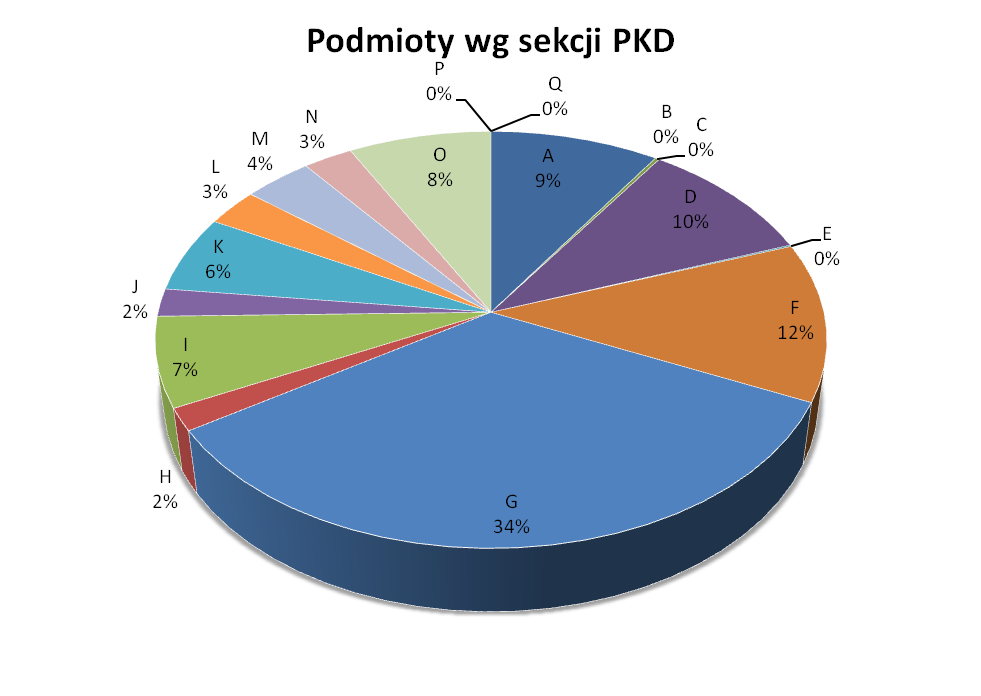 Podmioty wg sekcji PKD
P
0%
Q
0%
A
9%
B
0%
C
0%
D
10%
E
0%
F
12%
G
34%
H
2%
I
7%
J
2%
K
6%
L
3%
M
4%
N
3%
O
8%